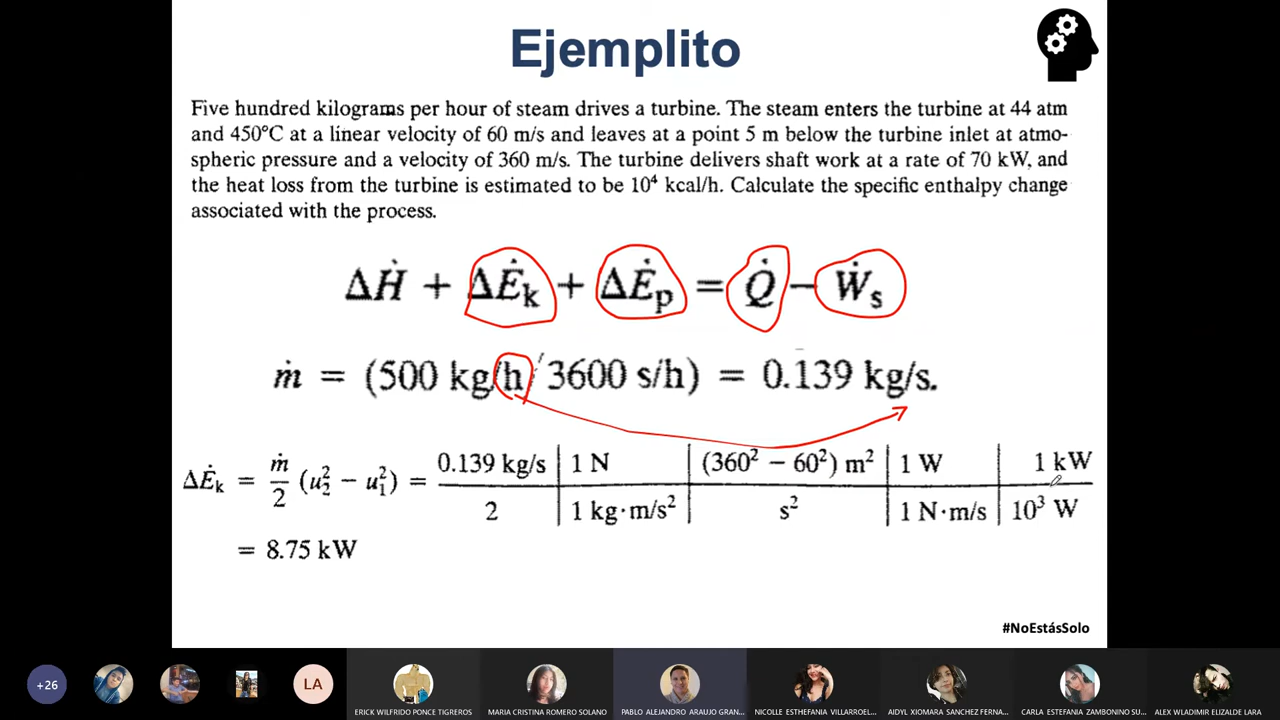 Ejemplito
Five hundred kilograms per hour of steam drives a turbine. The steam enters the turbine at 44 atm
and 450°C at a linear velocity of 60 m/s and leaves at a point 5 m below the turbine inlet at atmo-
spheric pressure and a velocity of 360 m/s. The turbine delivers shaft work at a rate of 70 kW, and
the heat loss from the turbine is estimated to be 10⁴ kcal/h. Calculate the specific enthalpy change
associated with the process.
ΔḢ + ΔĖk + ΔĖp = Q̇ − Ẇs
ṁ = (500 kg/h/3600 s/h) = 0.139 kg/s.
ΔĖk = ṁ/2 (u₂² − u₁²) = 0.139 kg/s | 1 N | (360² − 60²) m² | 1 W | 1 kW
2 | 1 kg·m/s² | s² | 1 N·m/s | 10³ W
= 8.75 kW
#NoEstásSolo
+26
LA
ERICK WILFRIDO PONCE TIGREROS
MARIA CRISTINA ROMERO SOLANO
PABLO ALEJANDRO ARAUJO GRAN...
NICOLLE ESTHEFANIA VILLARROEL...
AIDYL XIOMARA SANCHEZ FERNA...
CARLA ESTEFANIA ZAMBONINO SU...
ALEX WLADIMIR ELIZALDE LARA